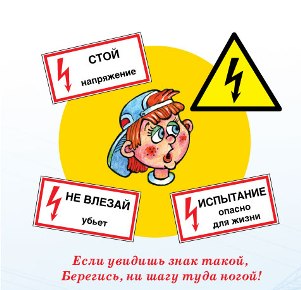 СТОЙ
напряжение
НЕ ВЛЕЗАЙ
убьет
ИСПЫТАНИЕ
опасно
для жизни
Если увидишь знак такой,
Берегись, ни шагу туда ногой!